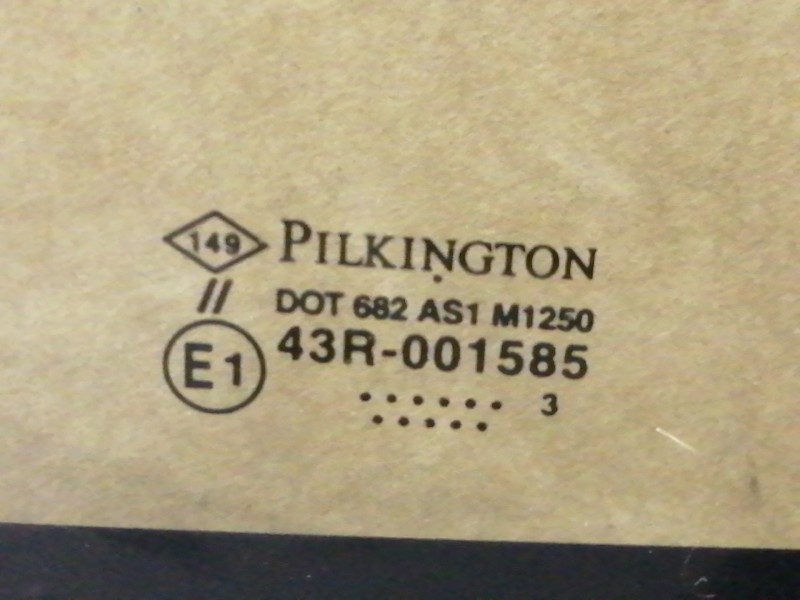 149 PILKINGTON
//
DOT 682 AS1 M1250
E1 43R-001585
3